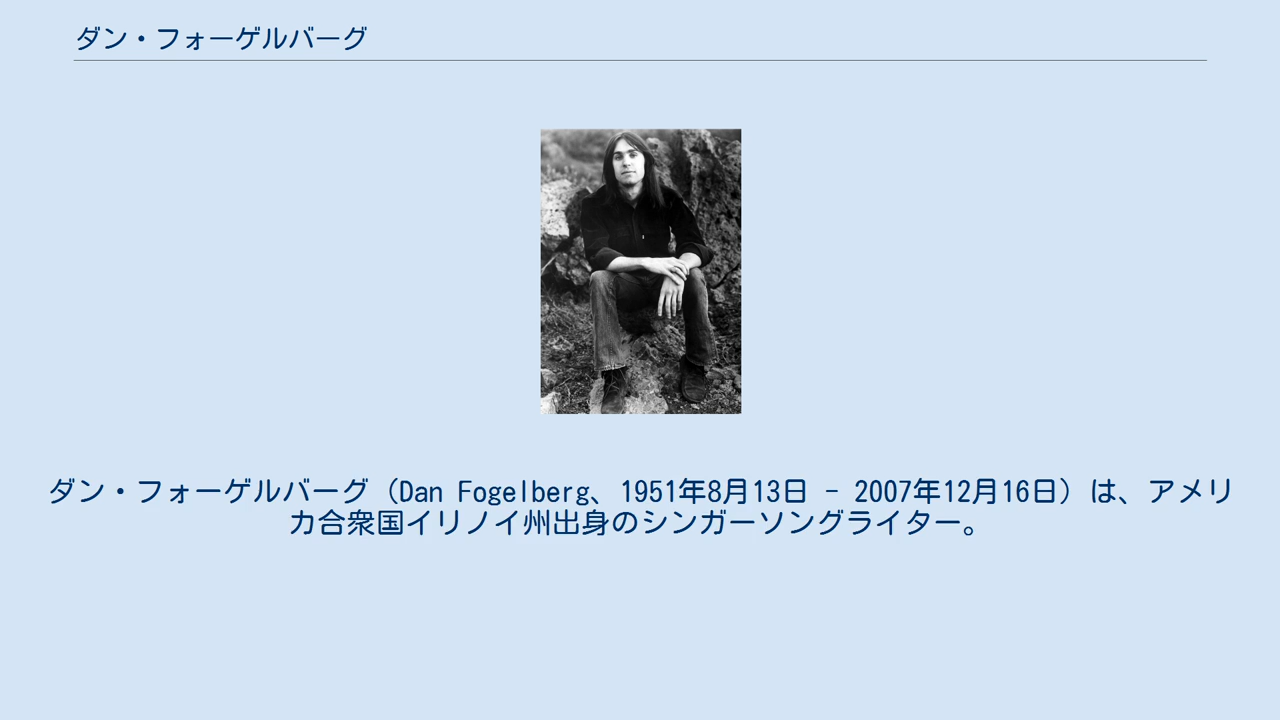 ダン・フォーゲルバーグ
ダン・フォーゲルバーグ（Dan Fogelberg、1951年8月13日 - 2007年12月16日）は、アメリ
カ合衆国イリノイ州出身のシンガーソングライター。